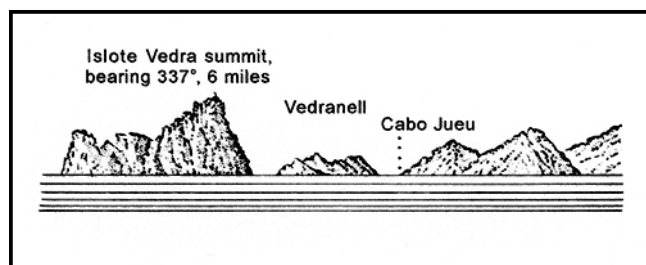 Islote Vedra summit,
bearing 337°, 6 miles
Vedranell
Cabo Jueu